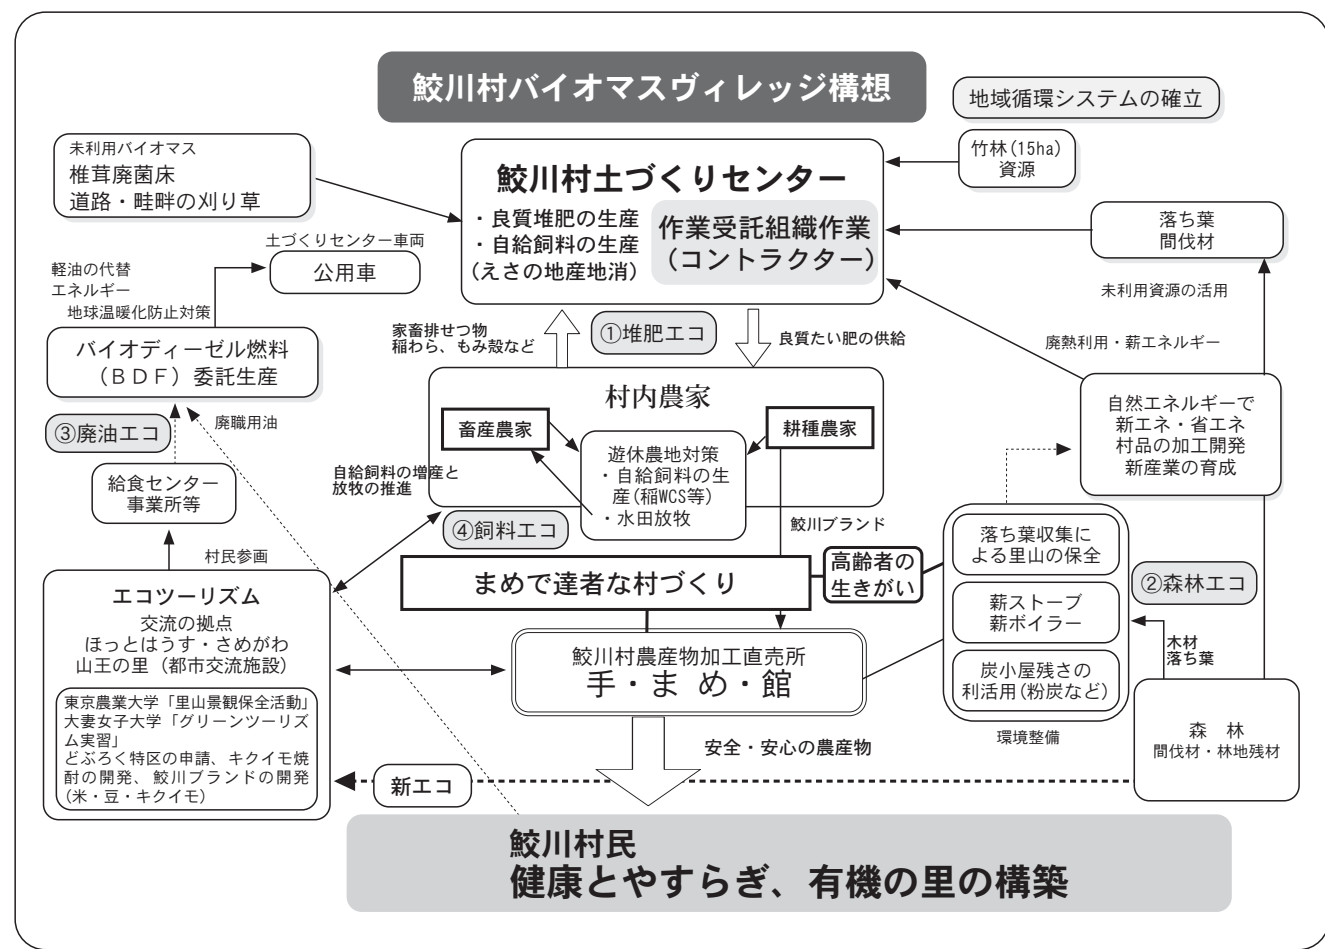 鮫川村バイオマスヴィレッジ構想
地域循環システムの確立
未利用バイオマス
椎茸廃菌床
道路・畦畔の刈り草
鮫川村土づくりセンター
・良質堆肥の生産
・自給飼料の生産
(えさの地産地消)
作業受託組織作業
(コントラクター)
竹林(15ha)
資源
落ち葉
間伐材
土づくりセンター車両
公用車
軽油の代替
エネルギー
地球温暖化防止対策
バイオディーゼル燃料
(BDF)委託生産
家畜排せつ物
稲わら、もみ殻など
①堆肥エコ
良質たい肥の供給
未利用資源の活用
廃熱利用・薪エネルギー
村内農家
畜産農家
耕種農家
遊休農地対策
・自給飼料の生
産(稲WCS等)
・水田放牧
自然エネルギーで
新エネ・省エネ
村品の加工開発
新産業の育成
③廃油エコ
廃職用油
給食センター
事業所等
自給飼料の増産と
放牧の推進
④飼料エコ
鮫川ブランド
村民参画
まめで達者な村づくり
高齢者の
生きがい
落ち葉収集に
よる里山の保全
薪ストーブ
薪ボイラー
炭小屋残さの
利活用(粉炭など)
環境整備
②森林エコ
木材
落ち葉
エコツーリズム
交流の拠点
ほっとはうす・さめがわ
山王の里(都市交流施設)
東京農業大学「里山景観保全活動」
大妻女子大学「グリーンツーリズ
ム実習」
どぶろく特区の申請、キクイモ焼
酎の開発、鮫川ブランドの開発
(米・豆・キクイモ)
鮫川村農産物加工直売所
手・ま め・館
森 林
間伐材・林地残材
安全・安心の農産物
新エコ
鮫川村民
健康とやすらぎ、有機の里の構築